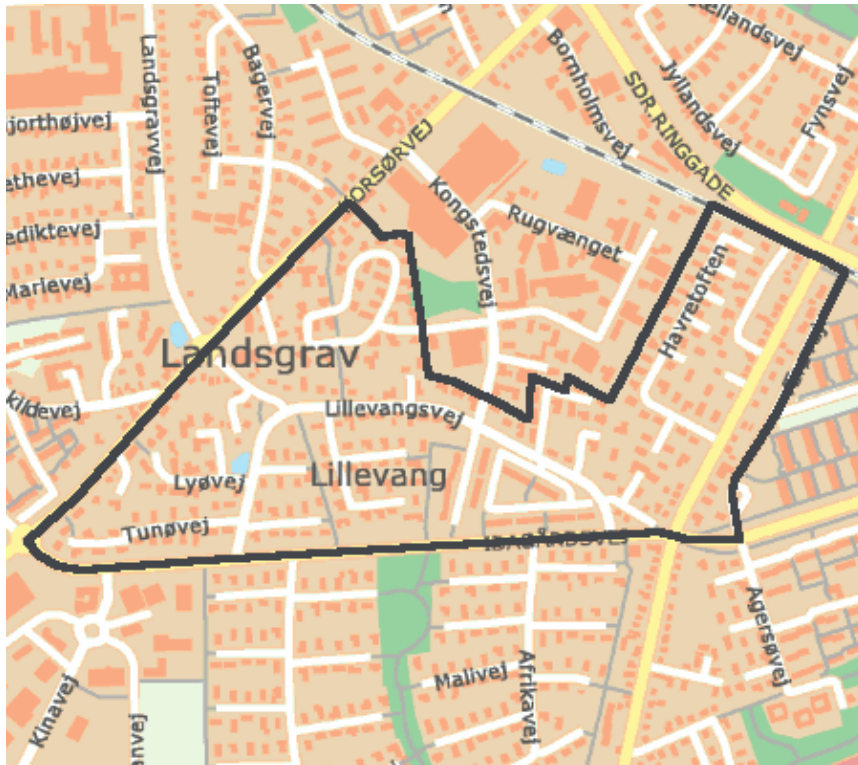 Landsgravvej
Toftevej
Bagervej
Bornholmsvej
Jyllandsvej
Fynsvej
SDR.RINGGADE
jorthøjvej
ethevej
ediktevej
Marievej
ORSØRVEJ
Kongstedsvej
Rugvænget
Havretoften
Landsgrav
kildevej
Lillevangsvej
Lyøvej
Lillevang
Tunøvej
Agersøvej
Malivej
Afrikavej
Kinavej